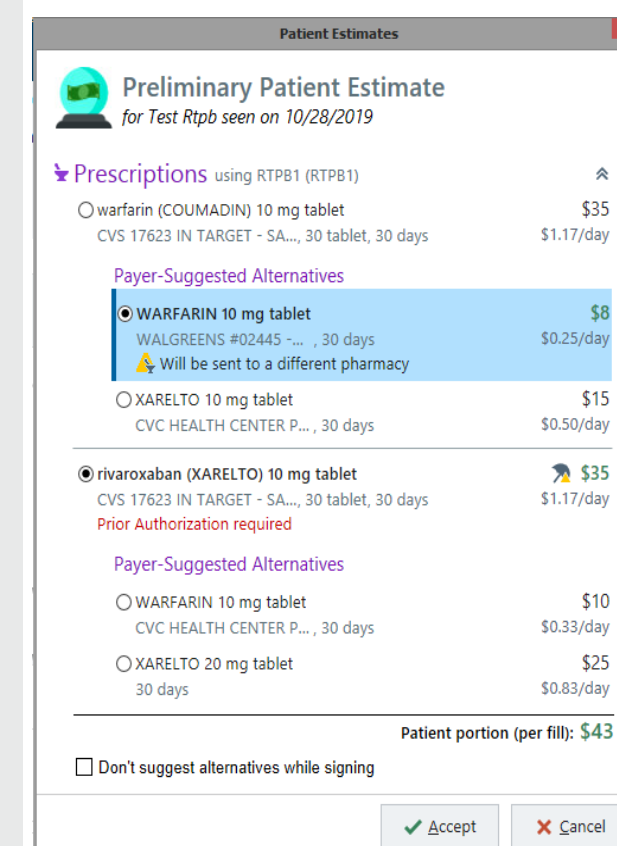 Patient Estimates
Preliminary Patient Estimate
for Test Rtpb seen on 10/28/2019
Prescriptions using RTPB1 (RTPB1)
warfarin (COUMADIN) 10 mg tablet $35
CVS 17623 IN TARGET - SA..., 30 tablet, 30 days $1.17/day
Payer-Suggested Alternatives
WARFARIN 10 mg tablet $8
WALGREENS #02445 -... , 30 days $0.25/day
Will be sent to a different pharmacy
XARELTO 10 mg tablet $15
CVC HEALTH CENTER P... , 30 days $0.50/day
rivaroxaban (XARELTO) 10 mg tablet $35
CVS 17623 IN TARGET - SA..., 30 tablet, 30 days $1.17/day
Prior Authorization required
Payer-Suggested Alternatives
WARFARIN 10 mg tablet $10
CVC HEALTH CENTER P... , 30 days $0.33/day
XARELTO 20 mg tablet $25
30 days $0.83/day
Patient portion (per fill): $43
Don't suggest alternatives while signing
Accept Cancel